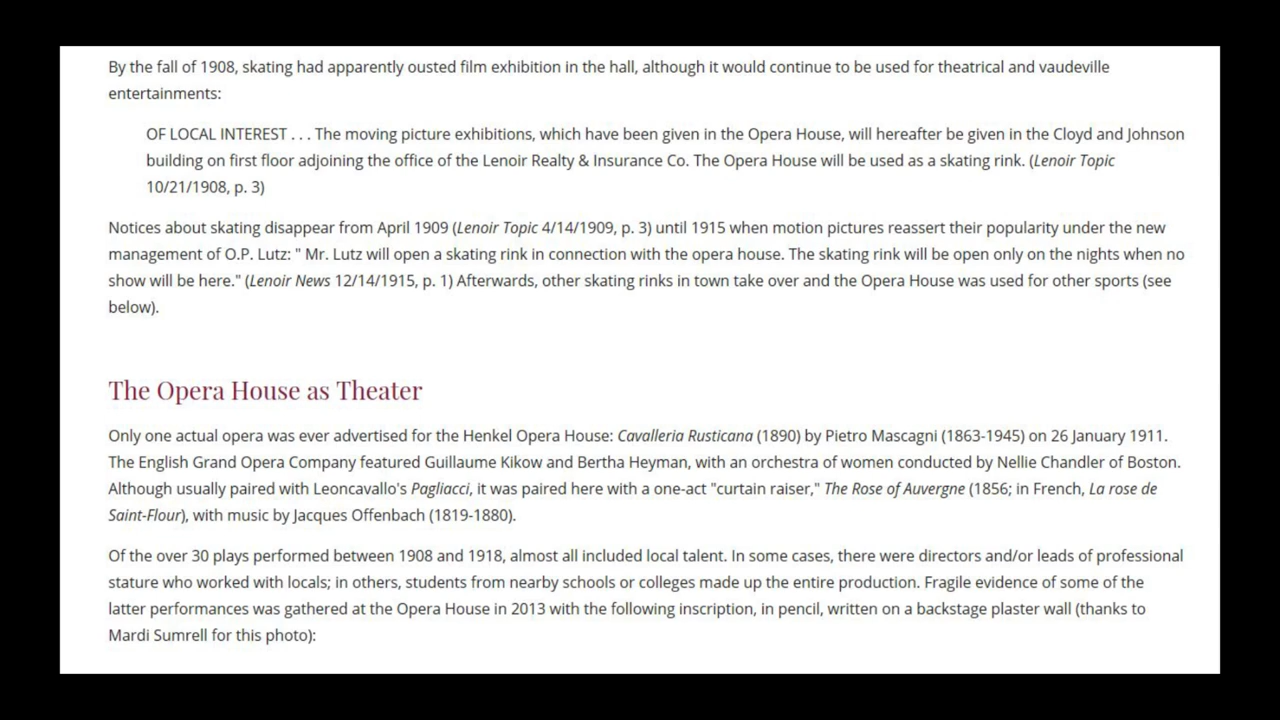 By the fall of 1908, skating had apparently ousted film exhibition in the hall, although it would continue to be used for theatrical and vaudeville
entertainments:
OF LOCAL INTEREST . . . The moving picture exhibitions, which have been given in the Opera House, will hereafter be given in the Cloyd and Johnson
building on first floor adjoining the office of the Lenoir Realty & Insurance Co. The Opera House will be used as a skating rink. (Lenoir Topic
10/21/1908, p. 3)
Notices about skating disappear from April 1909 (Lenoir Topic 4/14/1909, p. 3) until 1915 when motion pictures reassert their popularity under the new
management of O.P. Lutz: " Mr. Lutz will open a skating rink in connection with the opera house. The skating rink will be open only on the nights when no
show will be here." (Lenoir News 12/14/1915, p. 1) Afterwards, other skating rinks in town take over and the Opera House was used for other sports (see
below).
The Opera House as Theater
Only one actual opera was ever advertised for the Henkel Opera House: Cavalleria Rusticana (1890) by Pietro Mascagni (1863-1945) on 26 January 1911.
The English Grand Opera Company featured Guillaume Kikow and Bertha Heyman, with an orchestra of women conducted by Nellie Chandler of Boston.
Although usually paired with Leoncavallo's Pagliacci, it was paired here with a one-act "curtain raiser," The Rose of Auvergne (1856; in French, La rose de
Saint-Flour), with music by Jacques Offenbach (1819-1880).
Of the over 30 plays performed between 1908 and 1918, almost all included local talent. In some cases, there were directors and/or leads of professional
stature who worked with locals; in others, students from nearby schools or colleges made up the entire production. Fragile evidence of some of the
latter performances was gathered at the Opera House in 2013 with the following inscription, in pencil, written on a backstage plaster wall (thanks to
Mardi Sumrell for this photo):